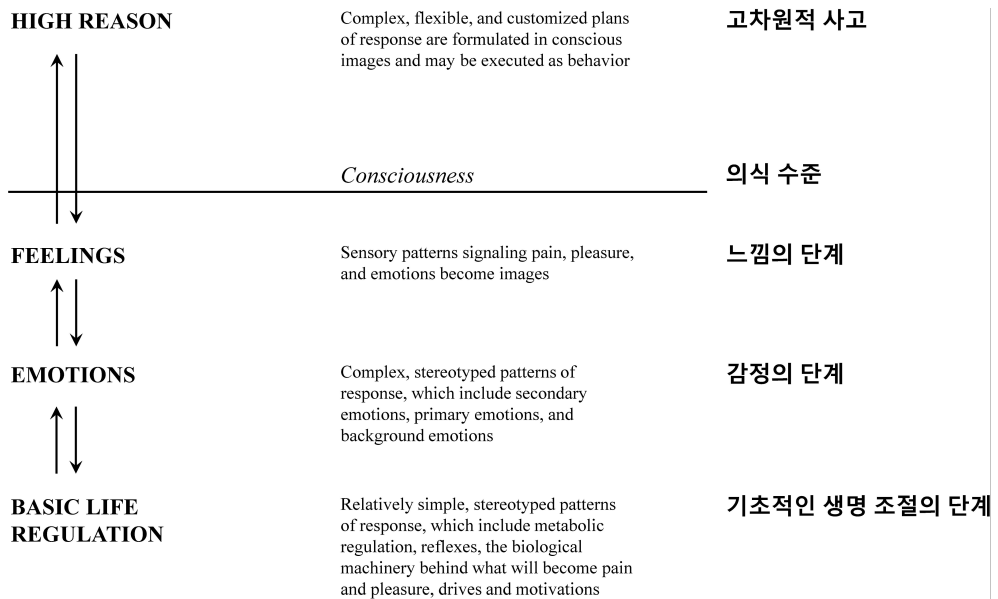 HIGH REASON
Complex, flexible, and customized plans
of response are formulated in conscious
images and may be executed as behavior
고차원적 사고
Consciousness
의식 수준
FEELINGS
Sensory patterns signaling pain, pleasure,
and emotions become images
느낌의 단계
EMOTIONS
Complex, stereotyped patterns of
response, which include secondary
emotions, primary emotions, and
background emotions
감정의 단계
BASIC LIFE
REGULATION
Relatively simple, stereotyped patterns
of response, which include metabolic
regulation, reflexes, the biological
machinery behind what will become pain
and pleasure, drives and motivations
기초적인 생명 조절의 단계